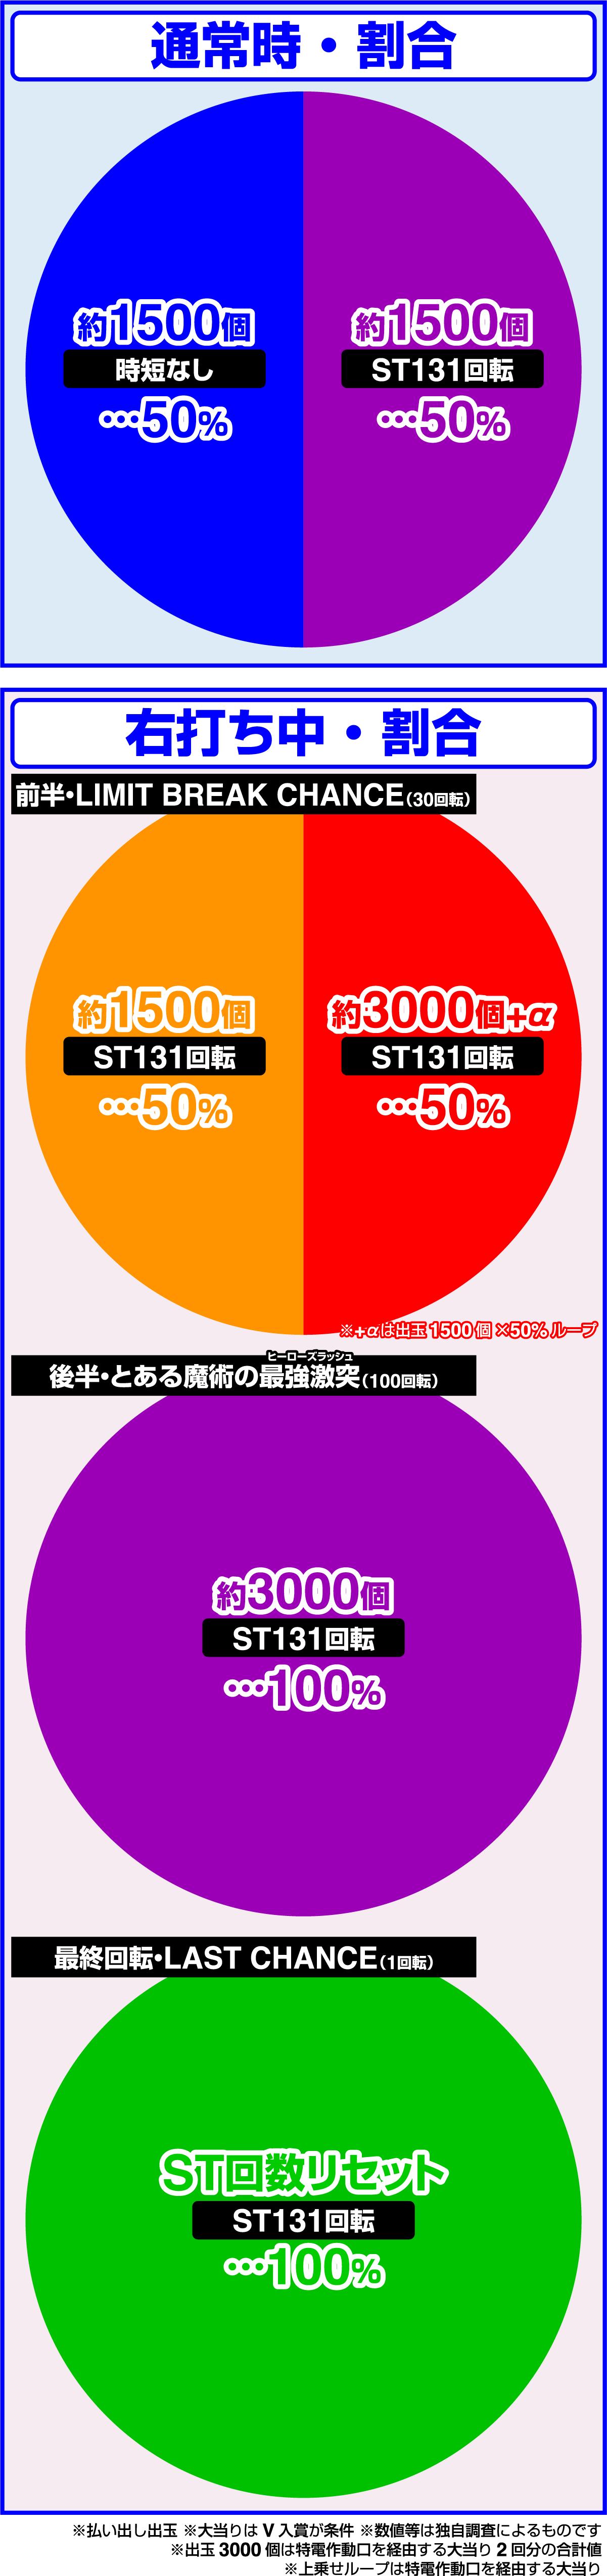 通常時・割合
約1500個
時短なし
…50%
約1500個
ST131回転
…50%
右打ち中・割合
前半・LIMIT BREAK CHANCE(30回転)
約1500個
ST131回転
…50%
約3000個+α
ST131回転
…50%
※+αは出玉1500個×50%ループ
ヒーローズラッシュ
後半・とある魔術の最強激突(100回転)
約3000個
ST131回転
…100%
最終回転・LAST CHANCE(1回転)
ST回数リセット
ST131回転
…100%
※払い出し出玉 ※大当りはV入賞が条件 ※数値等は独自調査によるものです
※出玉3000個は特電作動口を経由する大当り2回分の合計値
※上乗せループは特電作動口を経由する大当り